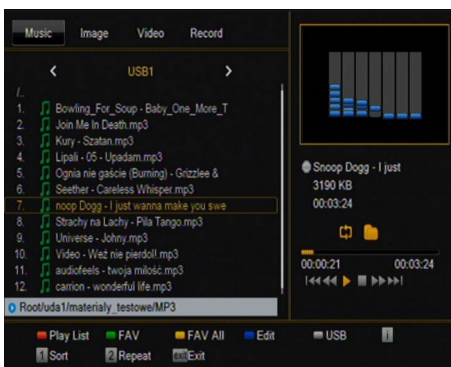 Music Image Video Record
USB1
/..
1. Bowling_For_Soup - Baby_One_More_T
2. Join Me In Death.mp3
3. Kury - Szatan.mp3
4. Lipali - 05 - Upadam.mp3
5. Ognia nie gaście (Burning) - Grizzlee &
6. Seether - Careless Whisper.mp3
7. noop Dogg - I just wanna make you swe
8. Strachy na Lachy - Piła Tango.mp3
9. Universe - Johny.mp3
10. Video - Weź nie pierdoll.mp3
11. audiofeels - twoja miłość.mp3
12. carrion - wonderful life.mp3
Root/uda1/materialy_testowe/MP3
Snoop Dogg - I just
3190 KB
00:03:24
00:00:21 00:03:24
Play List FAV FAV All Edit USB i
1 Sort 2 Repeat exit Exit